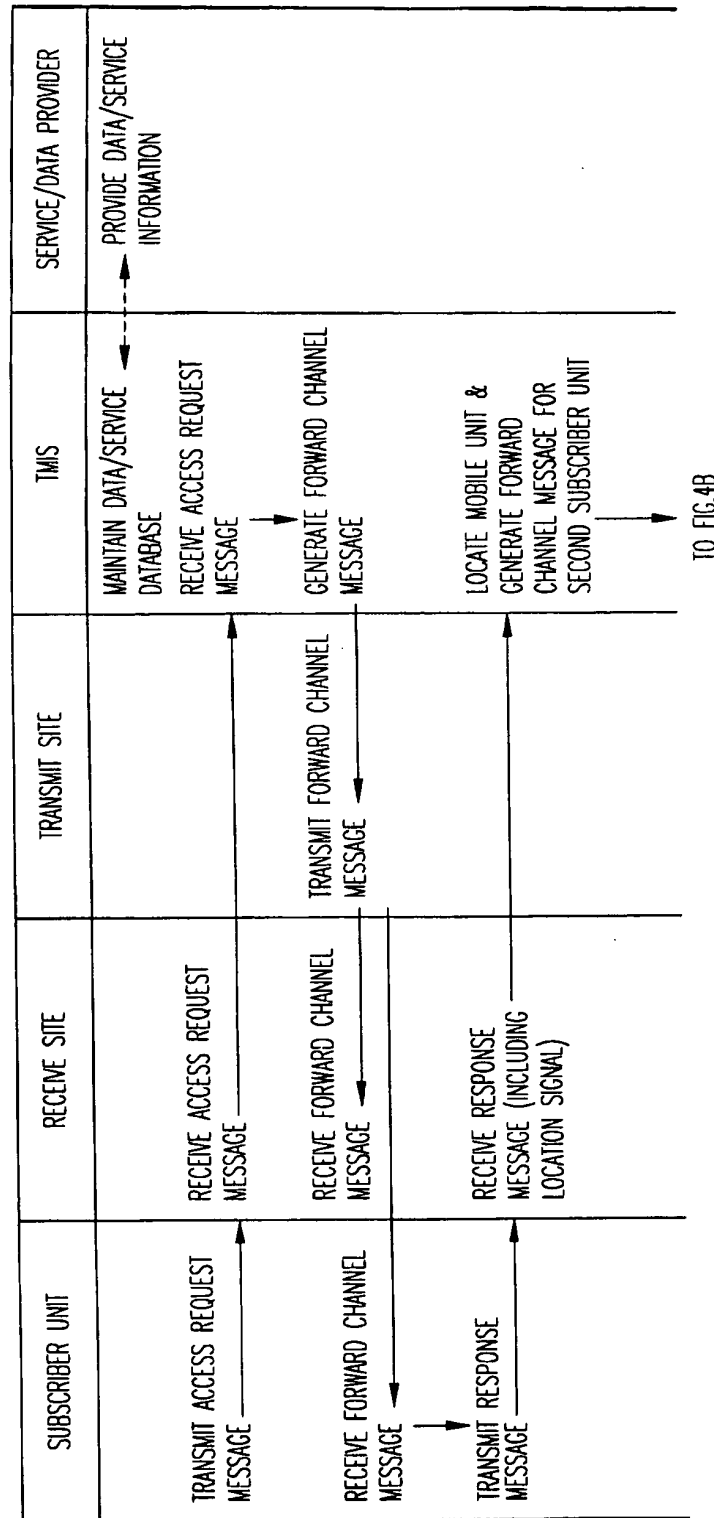 SUBSCRIBER UNIT
RECEIVE SITE
TRANSMIT SITE
TMIS
SERVICE/DATA PROVIDER
MAINTAIN DATA/SERVICE
DATABASE
PROVIDE DATA/SERVICE
INFORMATION
TRANSMIT ACCESS REQUEST
MESSAGE
RECEIVE ACCESS REQUEST
MESSAGE
RECEIVE ACCESS REQUEST
MESSAGE
GENERATE FORWARD CHANNEL
MESSAGE
TRANSMIT FORWARD CHANNEL
MESSAGE
RECEIVE FORWARD CHANNEL
MESSAGE
RECEIVE FORWARD CHANNEL
MESSAGE
TRANSMIT RESPONSE
MESSAGE
RECEIVE RESPONSE
MESSAGE (INCLUDING
LOCATION SIGNAL)
LOCATE MOBILE UNIT &
GENERATE FORWARD
CHANNEL MESSAGE FOR
SECOND SUBSCRIBER UNIT
TO FIG.4B